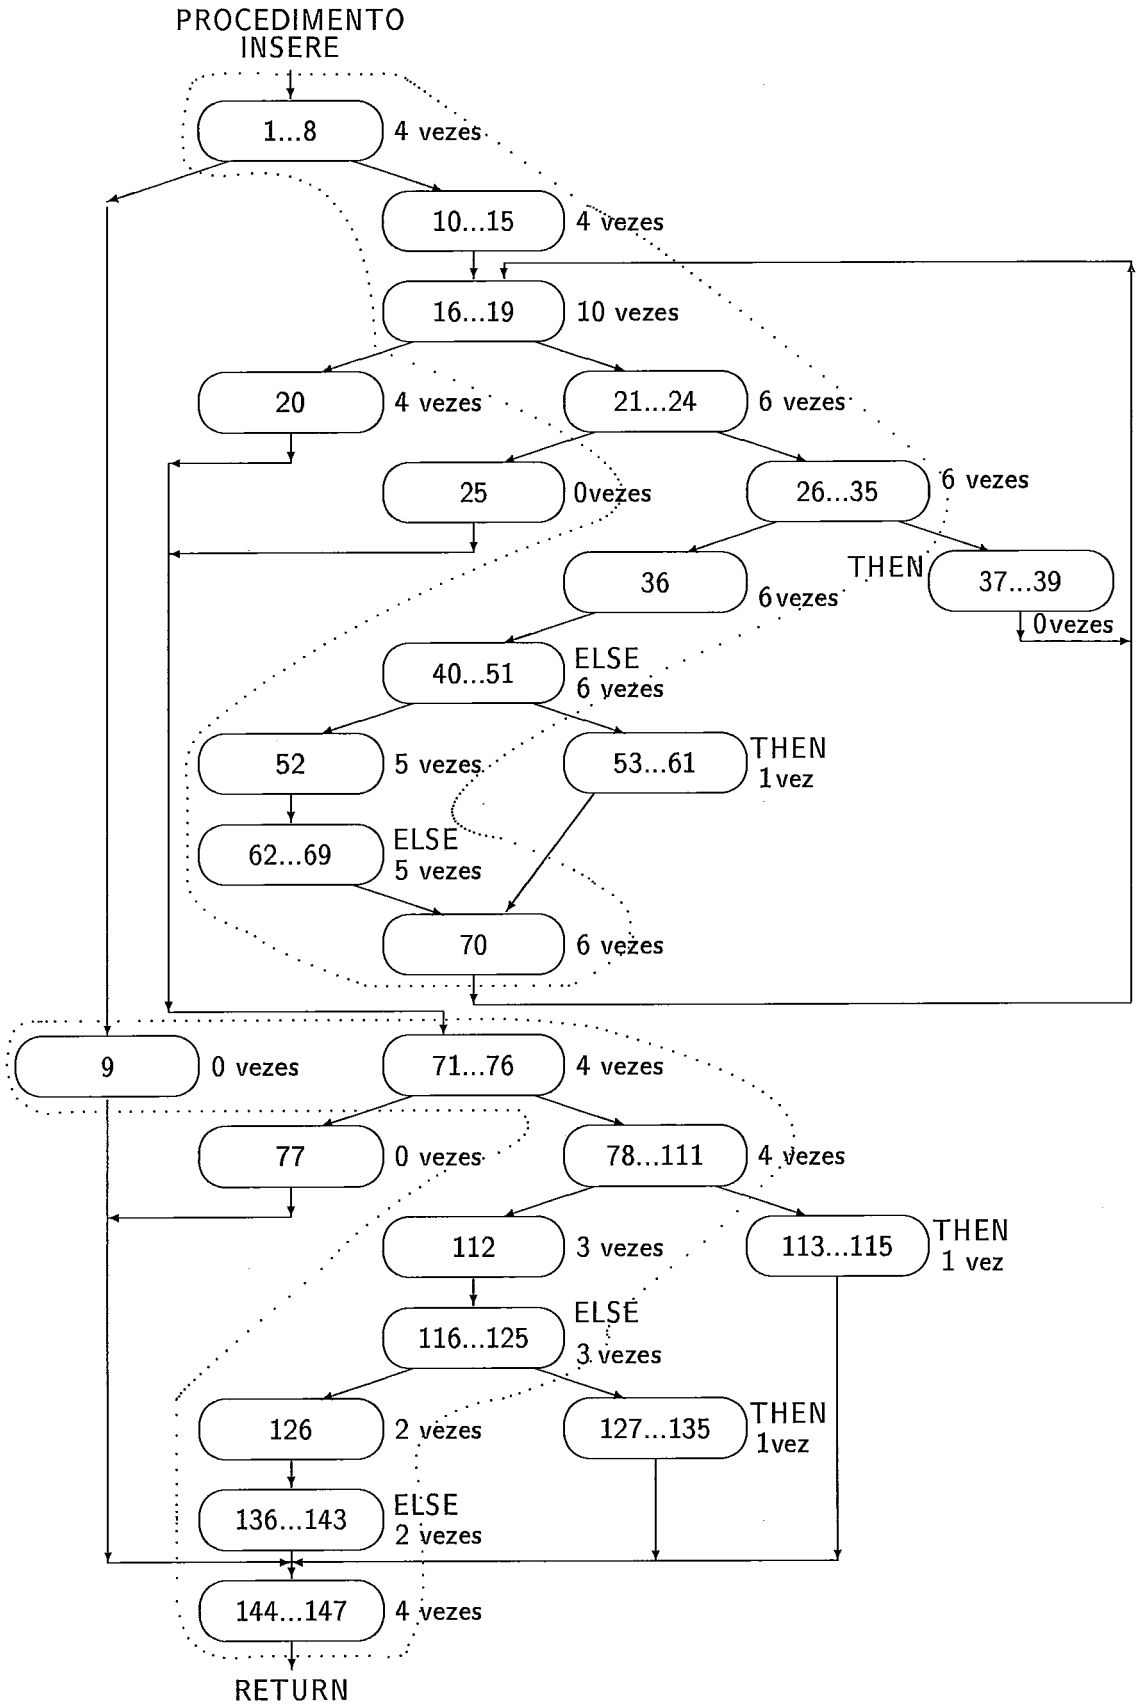 PROCEDIMENTO
INSERE
1...8
4 vezes
10...15
4 vezes
16...19
10 vezes
20
4 vezes
21...24
6 vezes
25
0vezes
26...35
6 vezes
36
6vezes
THEN
37...39
0vezes
40...51
ELSE
6 vezes
52
5 vezes
53...61
THEN
1vez
62...69
ELSE
5 vezes
70
6 vezes
9
0 vezes
71...76
4 vezes
77
0 vezes
78...111
4 vezes
112
3 vezes
113...115
THEN
1 vez
116...125
ELSE
3 vezes
126
2 vezes
127...135
THEN
1vez
136...143
ELSE
2 vezes
144...147
4 vezes
RETURN